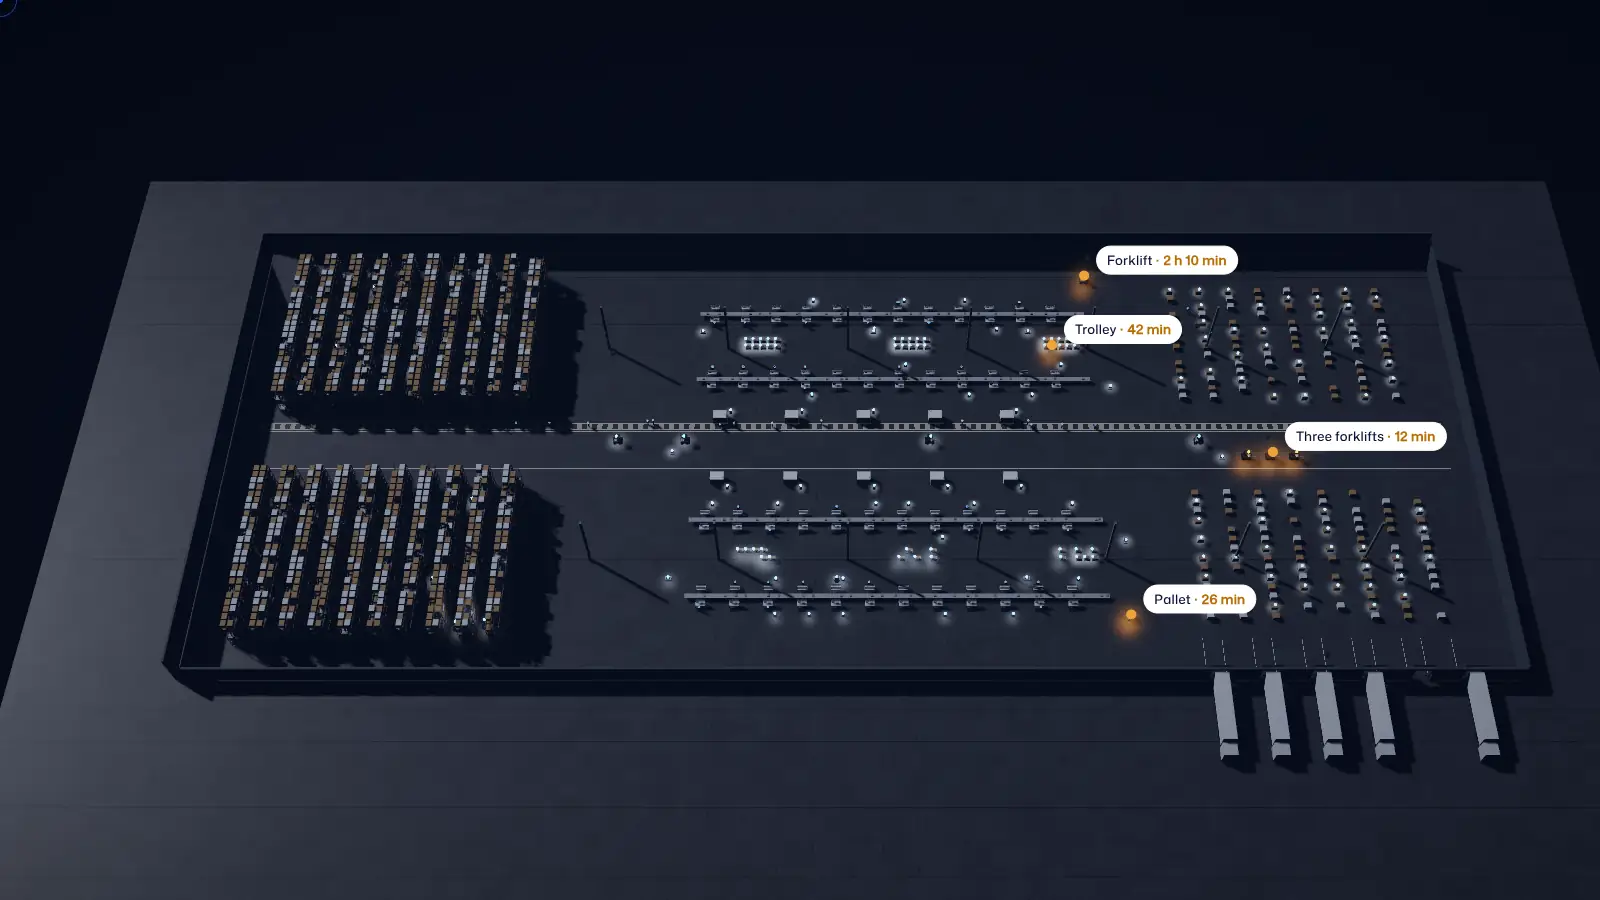 Forklift · 2 h 10 min
Trolley · 42 min
Three forklifts · 12 min
Pallet · 26 min